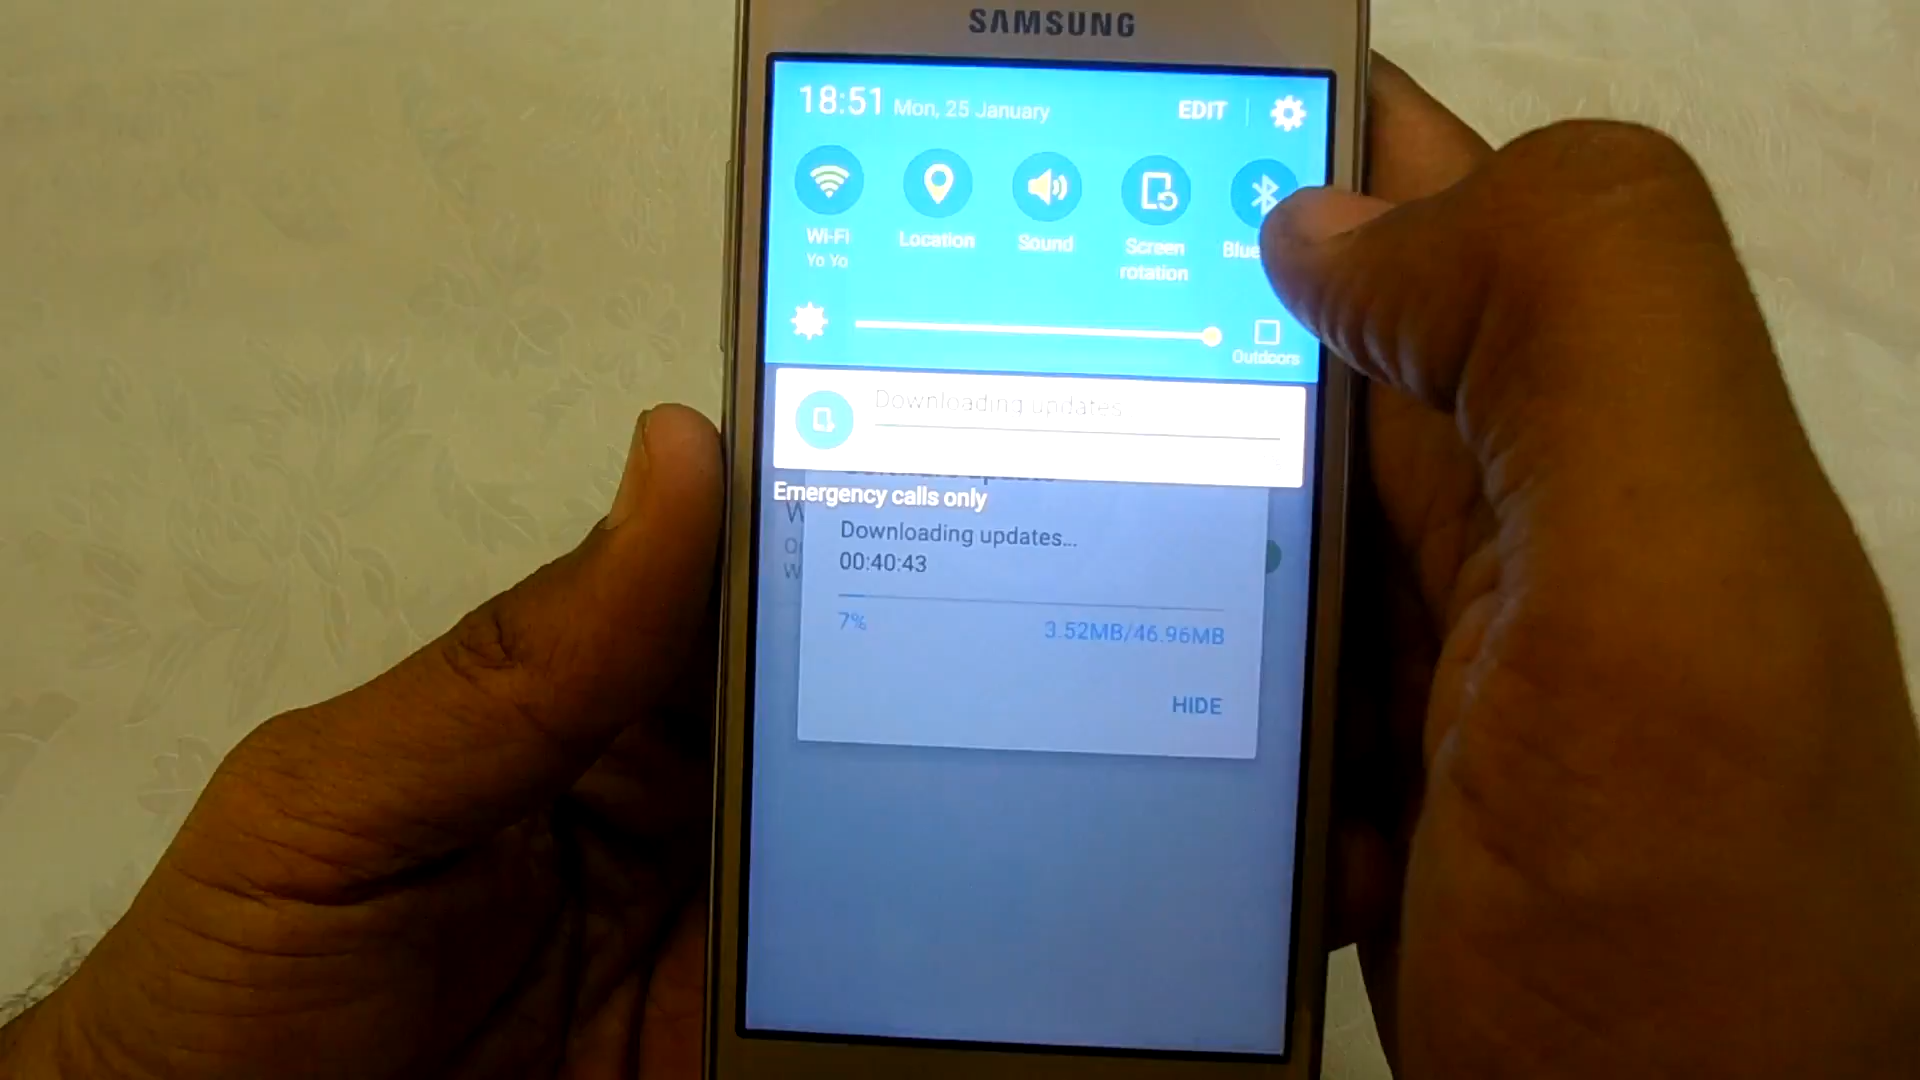 SAMSUNG
18:51 Mon, 25 January EDIT
Wi-Fi
Yo Yo
Location
Sound
Screen
rotation
Outdoors
Downloading updates
Emergency calls only
Downloading updates...
00:40:43
7% 3.52MB/46.96MB
HIDE